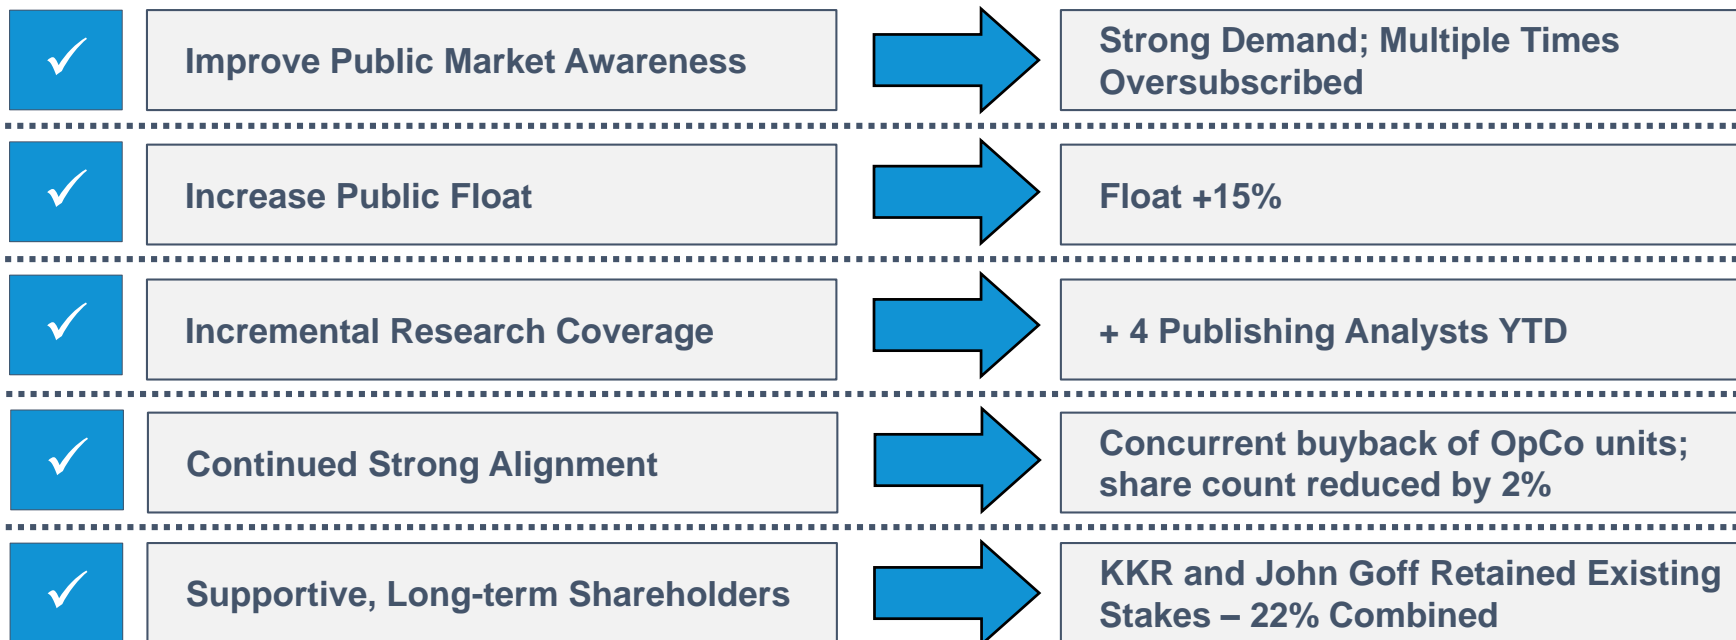 Improve Public Market Awareness
Strong Demand; Multiple Times
Oversubscribed
Increase Public Float
Float +15%
Incremental Research Coverage
+ 4 Publishing Analysts YTD
Continued Strong Alignment
Concurrent buyback of OpCo units;
share count reduced by 2%
Supportive, Long-term Shareholders
KKR and John Goff Retained Existing
Stakes – 22% Combined